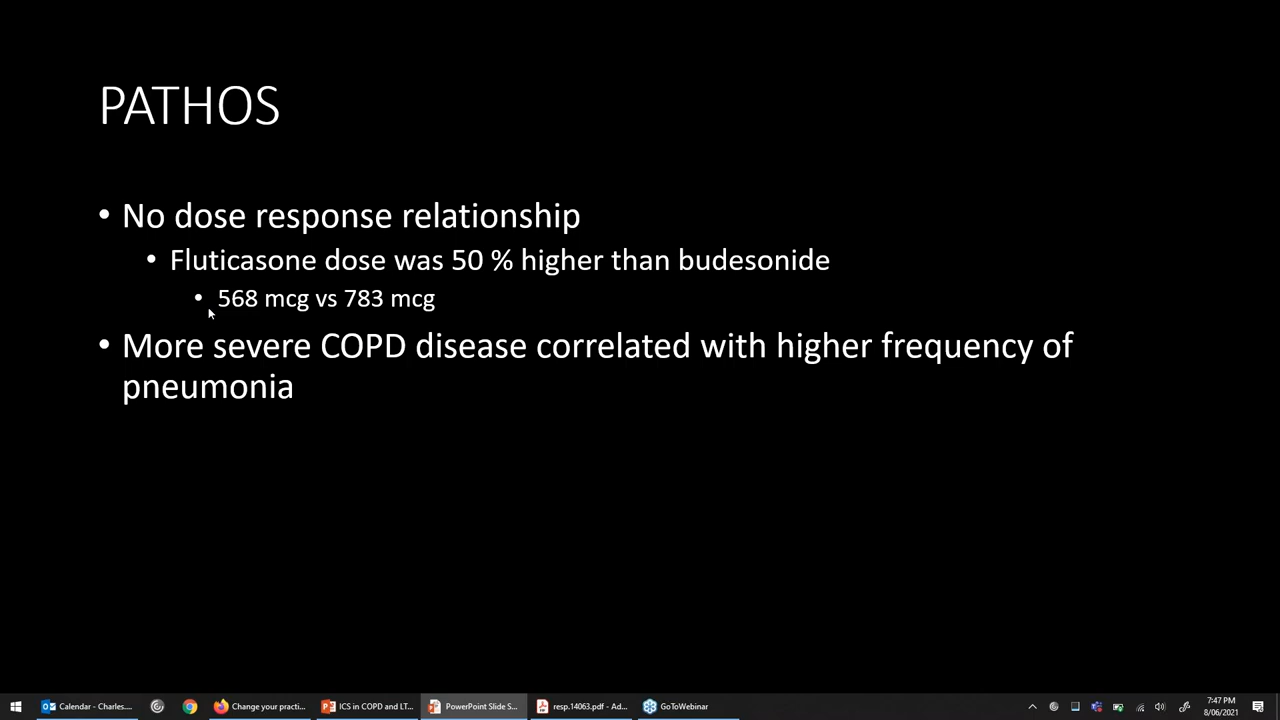 PATHOS
• No dose response relationship
• Fluticasone dose was 50 % higher than budesonide
• 568 mcg vs 783 mcg
• More severe COPD disease correlated with higher frequency of
pneumonia
Calendar - Charles....
Change your practi...
ICS in COPD and LT...
PowerPoint Slide S...
resp.14063.pdf - Ad...
GoToWebinar
7:47 PM
8/06/2021